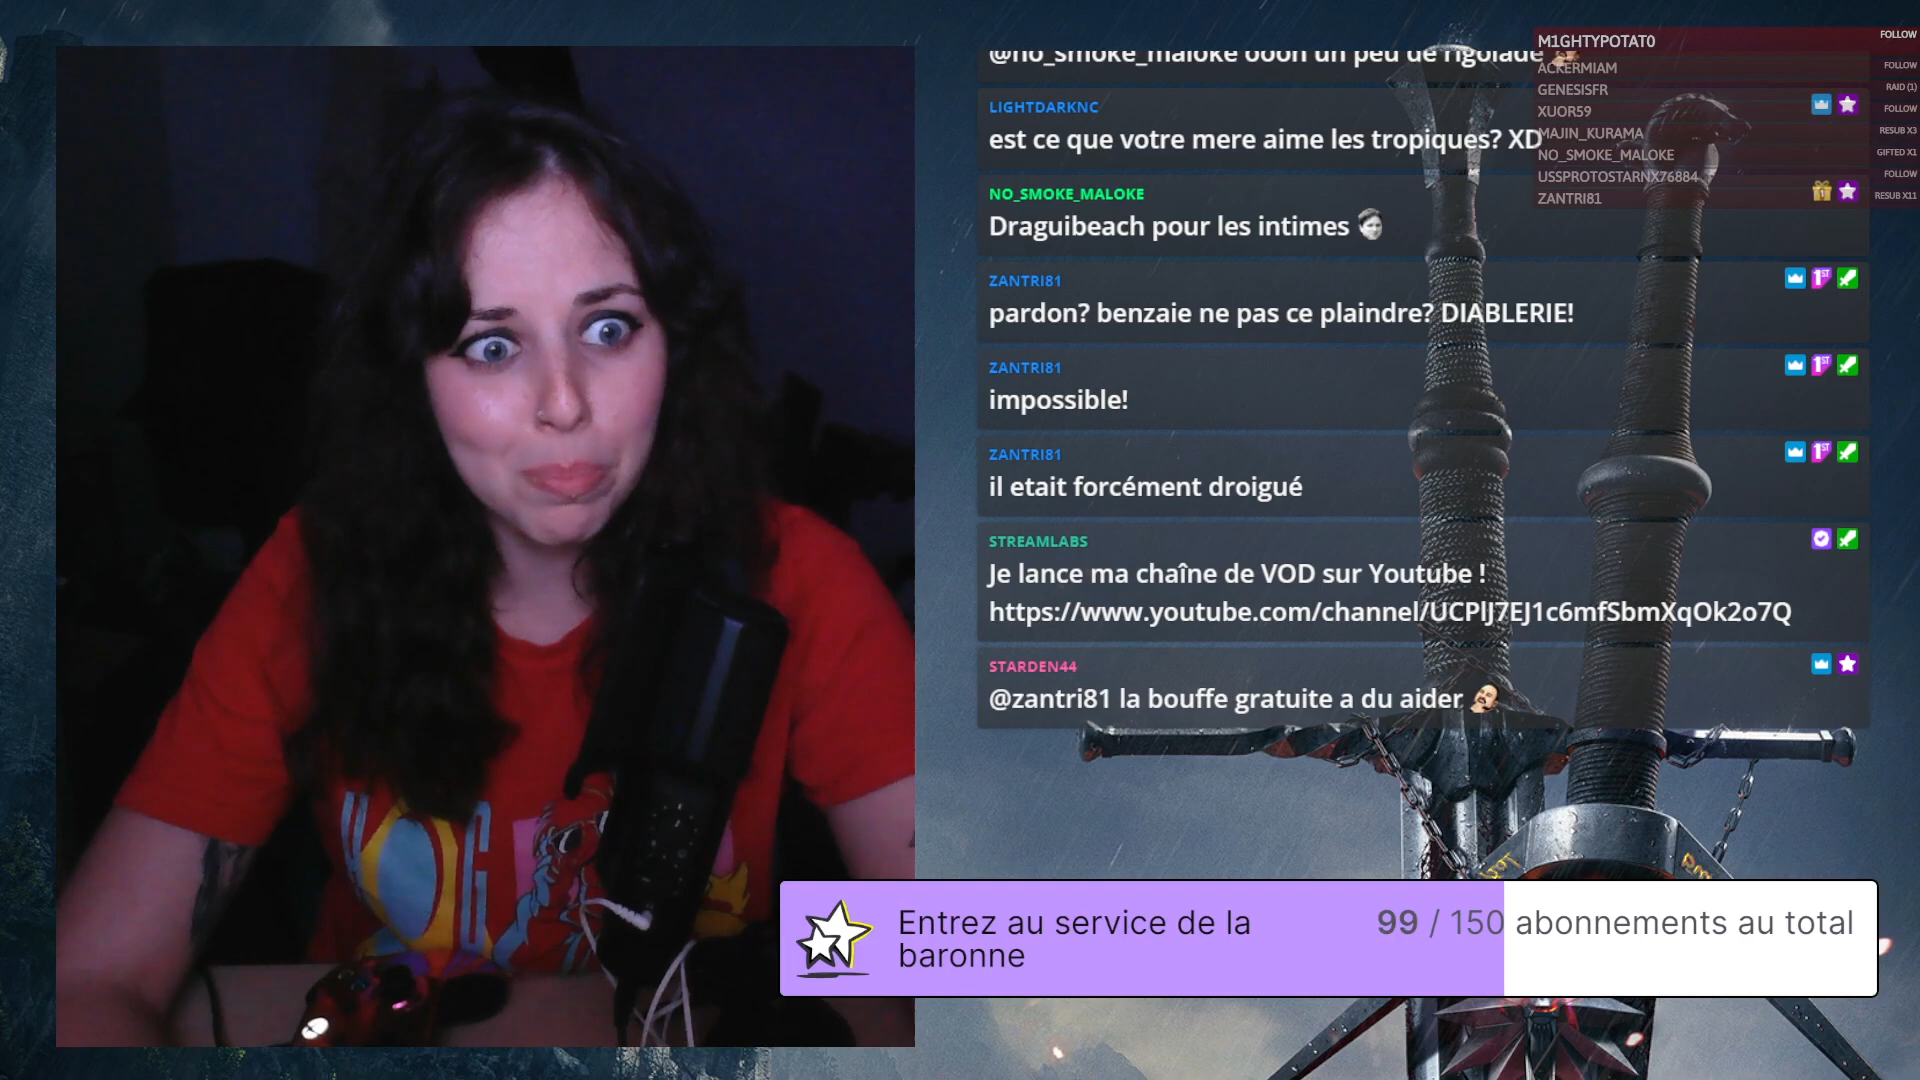 @no_smoke_maloke oooh un peu de rigolade
LIGHTDARKNC
est ce que votre mere aime les tropiques? XD
NO_SMOKE_MALOKE
Draguibeach pour les intimes
ZANTRI81
pardon? benzaie ne pas ce plaindre? DIABLERIE!
ZANTRI81
impossible!
ZANTRI81
il etait forcément droigué
STREAMLABS
Je lance ma chaîne de VOD sur Youtube !
https://www.youtube.com/channel/UCPlJ7EJ1c6mfSbmXqOk2o7Q
STARDEN44
@zantri81 la bouffe gratuite a du aider
M1GHTYPOTAT0 FOLLOW
ACKERMIAM FOLLOW
GENESISFR RAID (1)
XUOR59 FOLLOW
MAJIN_KURAMA RESUB X3
NO_SMOKE_MALOKE GIFTED X1
USSPROTOSTARNX76884 FOLLOW
ZANTRI81 RESUB X11
Entrez au service de la
baronne
99 / 150 abonnements au total